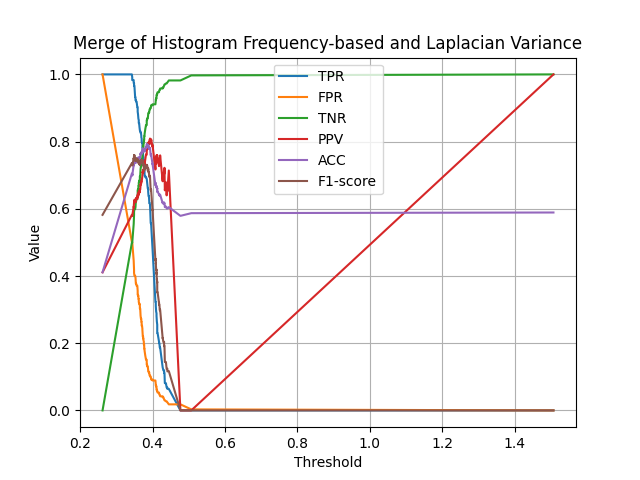 Merge of Histogram Frequency-based and Laplacian Variance
1.0
0.8
0.6
0.4
0.2
0.0
Value
TPR
FPR
TNR
PPV
ACC
F1-score
0.2 0.4 0.6 0.8 1.0 1.2 1.4
Threshold